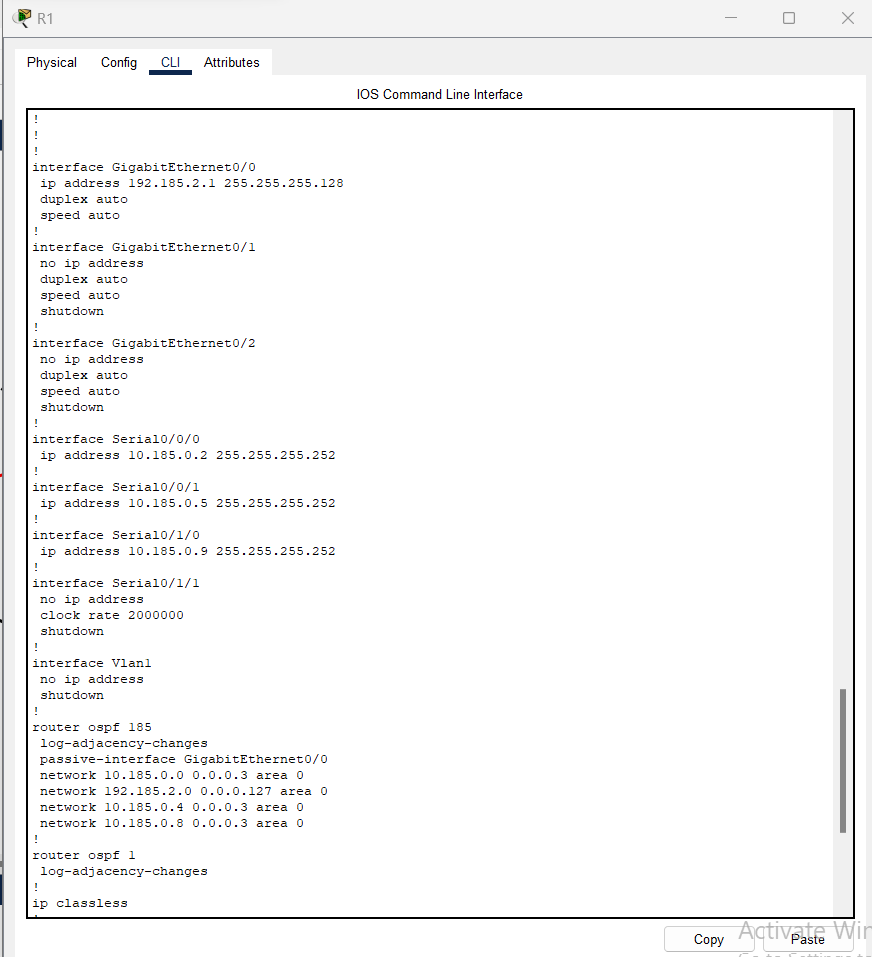 R1
Physical Config CLI Attributes
IOS Command Line Interface
!
!
!
interface GigabitEthernet0/0
 ip address 192.185.2.1 255.255.255.128
 duplex auto
 speed auto
!
interface GigabitEthernet0/1
 no ip address
 duplex auto
 speed auto
 shutdown
!
interface GigabitEthernet0/2
 no ip address
 duplex auto
 speed auto
 shutdown
!
interface Serial0/0/0
 ip address 10.185.0.2 255.255.255.252
!
interface Serial0/0/1
 ip address 10.185.0.5 255.255.255.252
!
interface Serial0/1/0
 ip address 10.185.0.9 255.255.255.252
!
interface Serial0/1/1
 no ip address
 clock rate 2000000
 shutdown
!
interface Vlan1
 no ip address
 shutdown
!
router ospf 185
 log-adjacency-changes
 passive-interface GigabitEthernet0/0
 network 10.185.0.0 0.0.0.3 area 0
 network 192.185.2.0 0.0.0.127 area 0
 network 10.185.0.4 0.0.0.3 area 0
 network 10.185.0.8 0.0.0.3 area 0
!
router ospf 1
 log-adjacency-changes
!
ip classless
Activate Win
Copy Paste